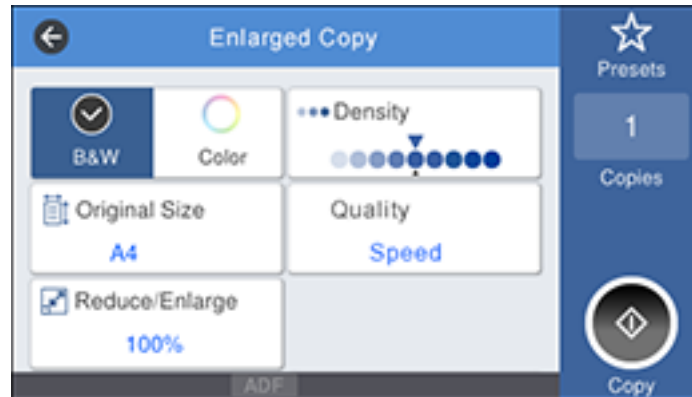 Enlarged Copy
Presets
B&W
Color
Density
1
Copies
Original Size
A4
Quality
Speed
Reduce/Enlarge
100%
ADF
Copy